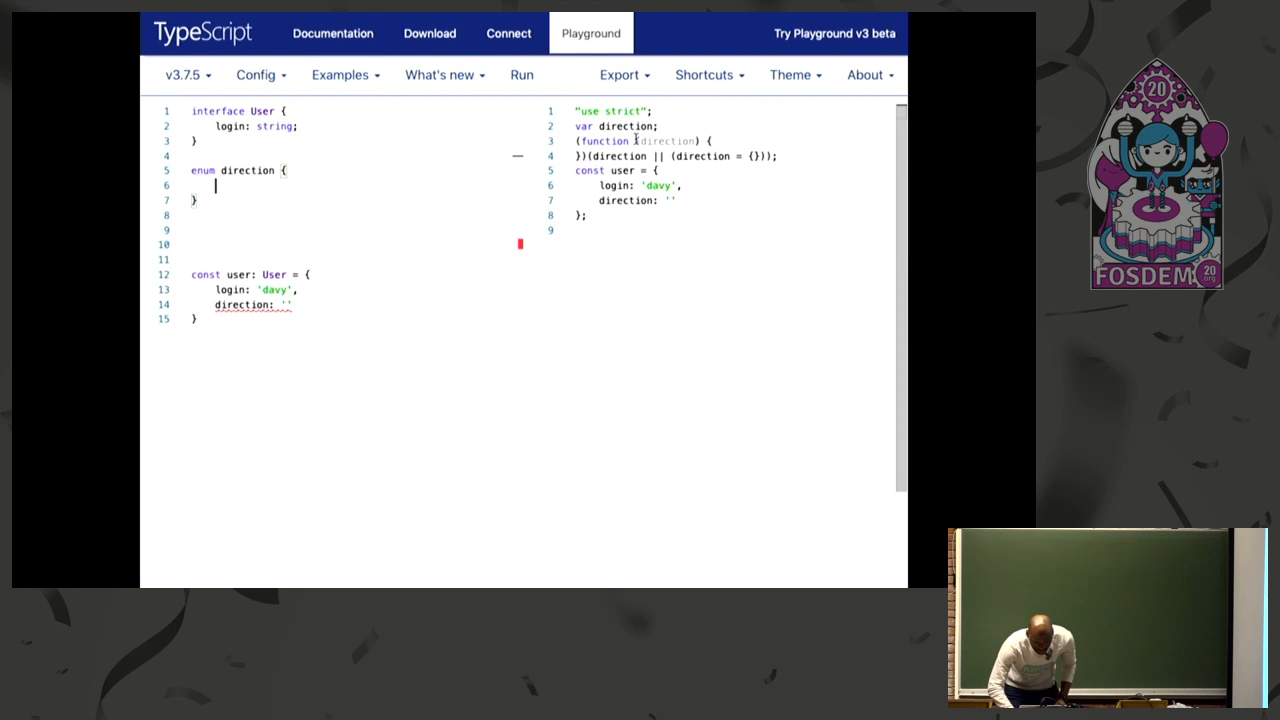 TypeScript Documentation Download Connect Playground Try Playground v3 beta
v3.7.5 Config Examples What's new Run Export Shortcuts Theme About
1 interface User {
2 login: string;
3 }
4
5 enum direction {
6
7 }
8
9
10
11
12 const user: User = {
13 login: 'davy',
14 direction: ''
15 }
1 "use strict";
2 var direction;
3 (function (direction) {
4 })(direction || (direction = {}));
5 const user = {
6 login: 'davy',
7 direction: ''
8 };
9
20
FOSDEM
20
.org